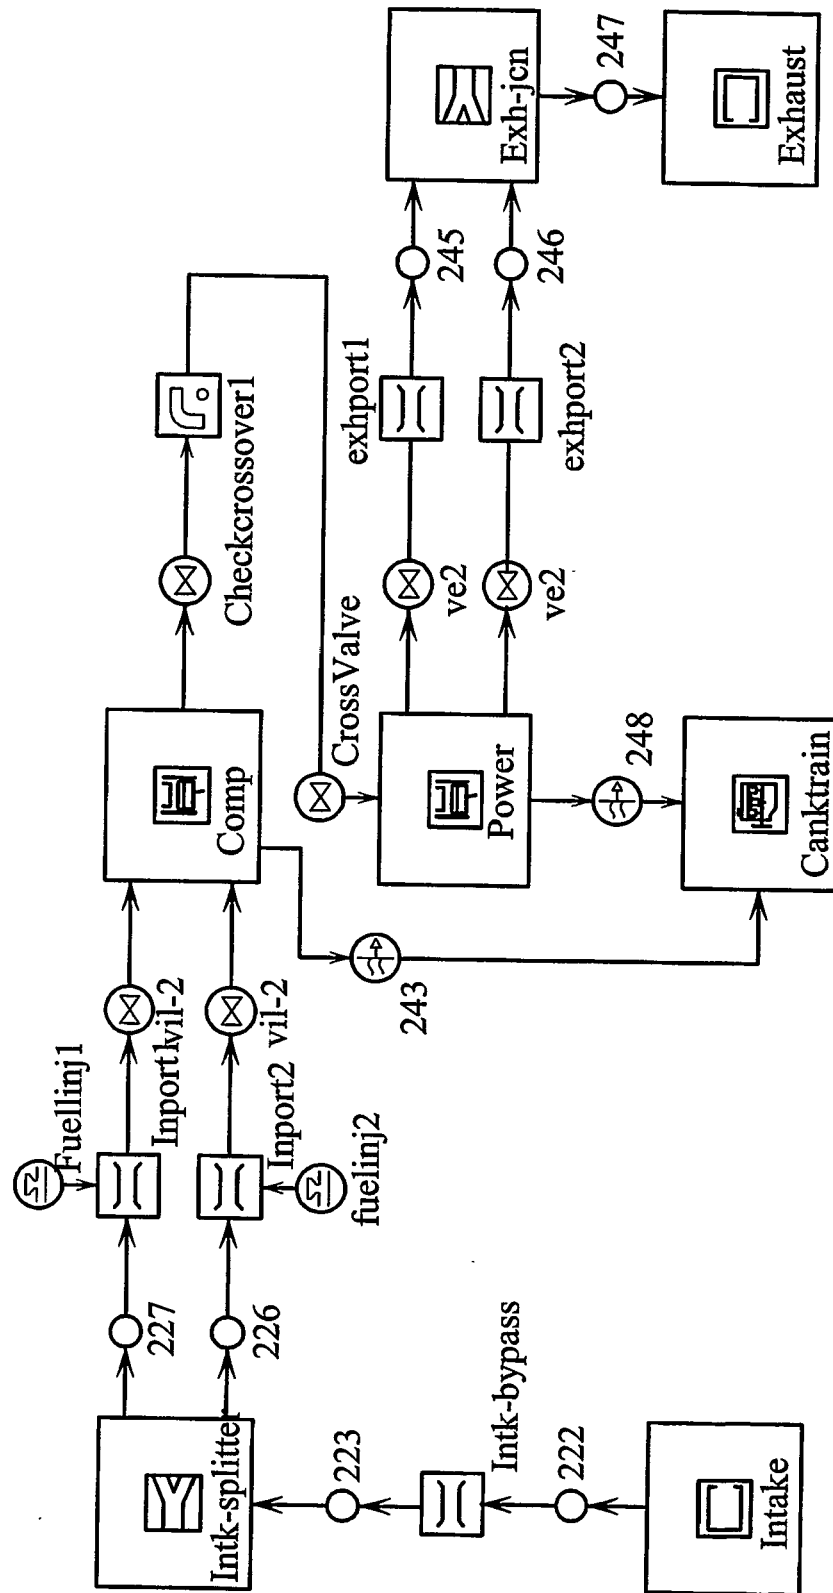 Intake
222
Intk-bypass
223
Intk-splitter
227
226
Fuellinj1
Inport1
vil-2
Inport2
fuelinj2
vil-2
Comp
243
Checkcrossover1
CrossValve
Power
248
Canktrain
ve2
exhport1
245
ve2
exhport2
246
Exh-jcn
247
Exhaust